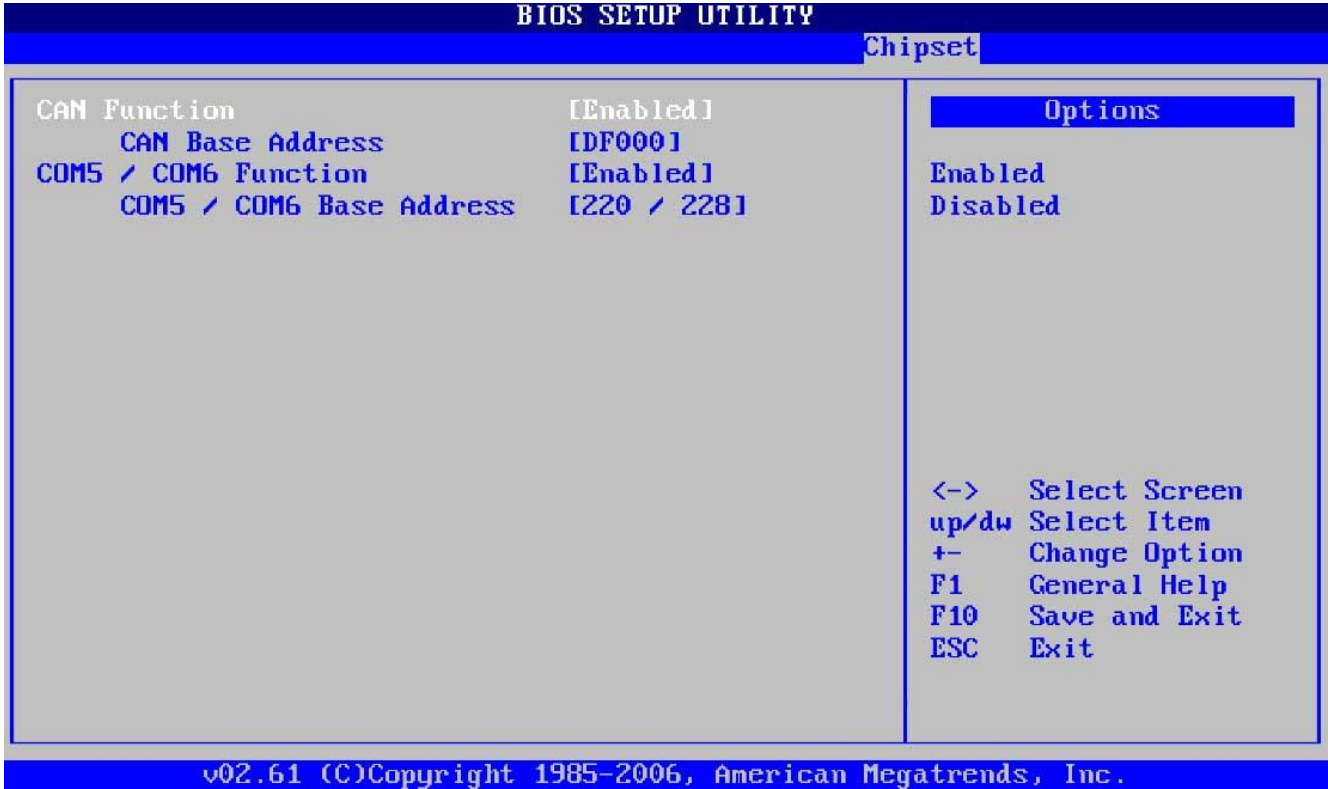 BIOS SETUP UTILITY
Chipset
CAN Function [Enabled]
CAN Base Address [DF000]
COM5 / COM6 Function [Enabled]
COM5 / COM6 Base Address [220 / 228]
Options
Enabled
Disabled
<-> Select Screen
up/dw Select Item
+- Change Option
F1 General Help
F10 Save and Exit
ESC Exit
v02.61 (C)Copyright 1985-2006, American Megatrends, Inc.